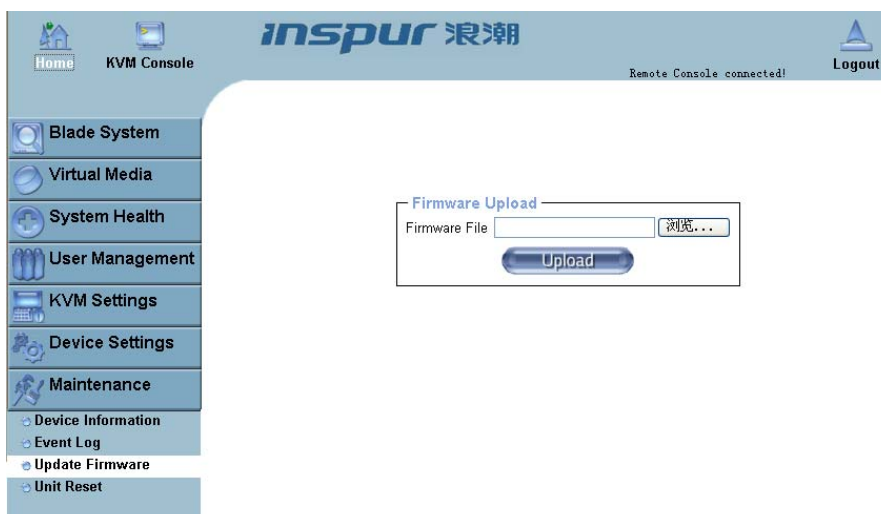 Home
KVM Console
inspur 浪潮
Remote Console connected!
Logout
Blade System
Virtual Media
System Health
User Management
KVM Settings
Device Settings
Maintenance
Device Information
Event Log
Update Firmware
Unit Reset
Firmware Upload
Firmware File
浏览...
Upload